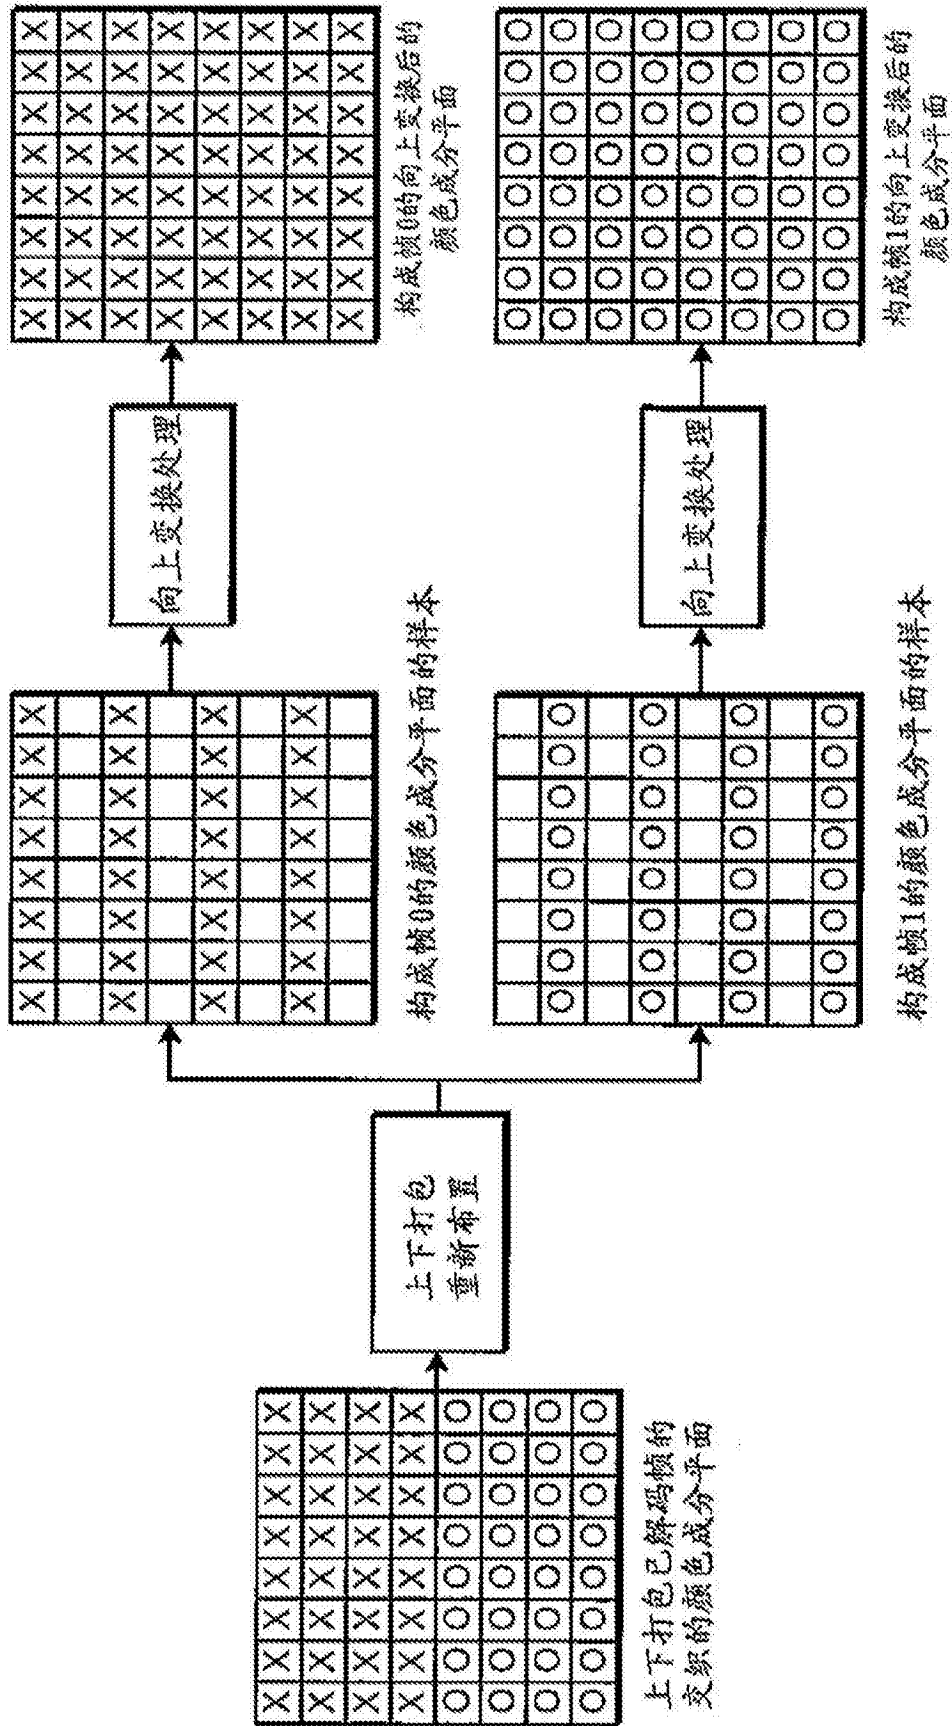 上下打包已解码帧的
交织的颜色成分平面
上下打包
重新布置
构成帧0的颜色成分平面的样本
向上变换处理
构成帧0的向上变换后的
颜色成分平面
构成帧1的颜色成分平面的样本
向上变换处理
构成帧1的向上变换后的
颜色成分平面